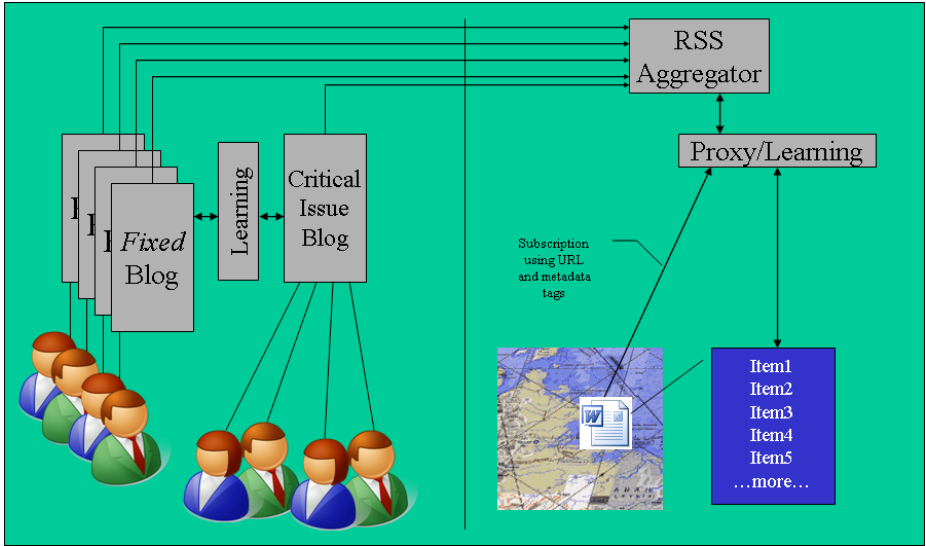 RSS
Aggregator
Proxy/Learning
F
F
F
Fixed
Blog
Learning
Critical
Issue
Blog
Subscription
using URL
and metadata
tags
W
Item1
Item2
Item3
Item4
Item5
…more…